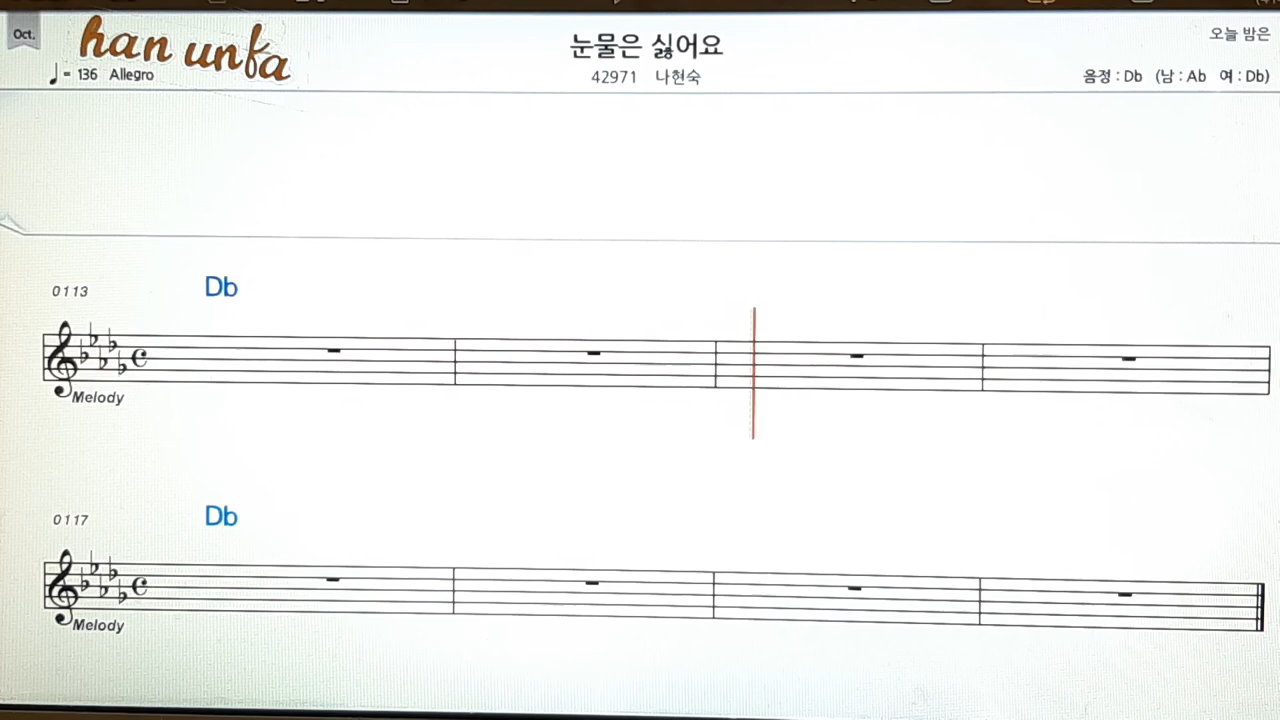 Oct.
han unfa
눈물은 싫어요
오늘 밤은
♩= 136 Allegro
42971 나현숙
음정 : Db (남 : Ab 여 : Db)
0113
Db
Melody
0117
Db
Melody